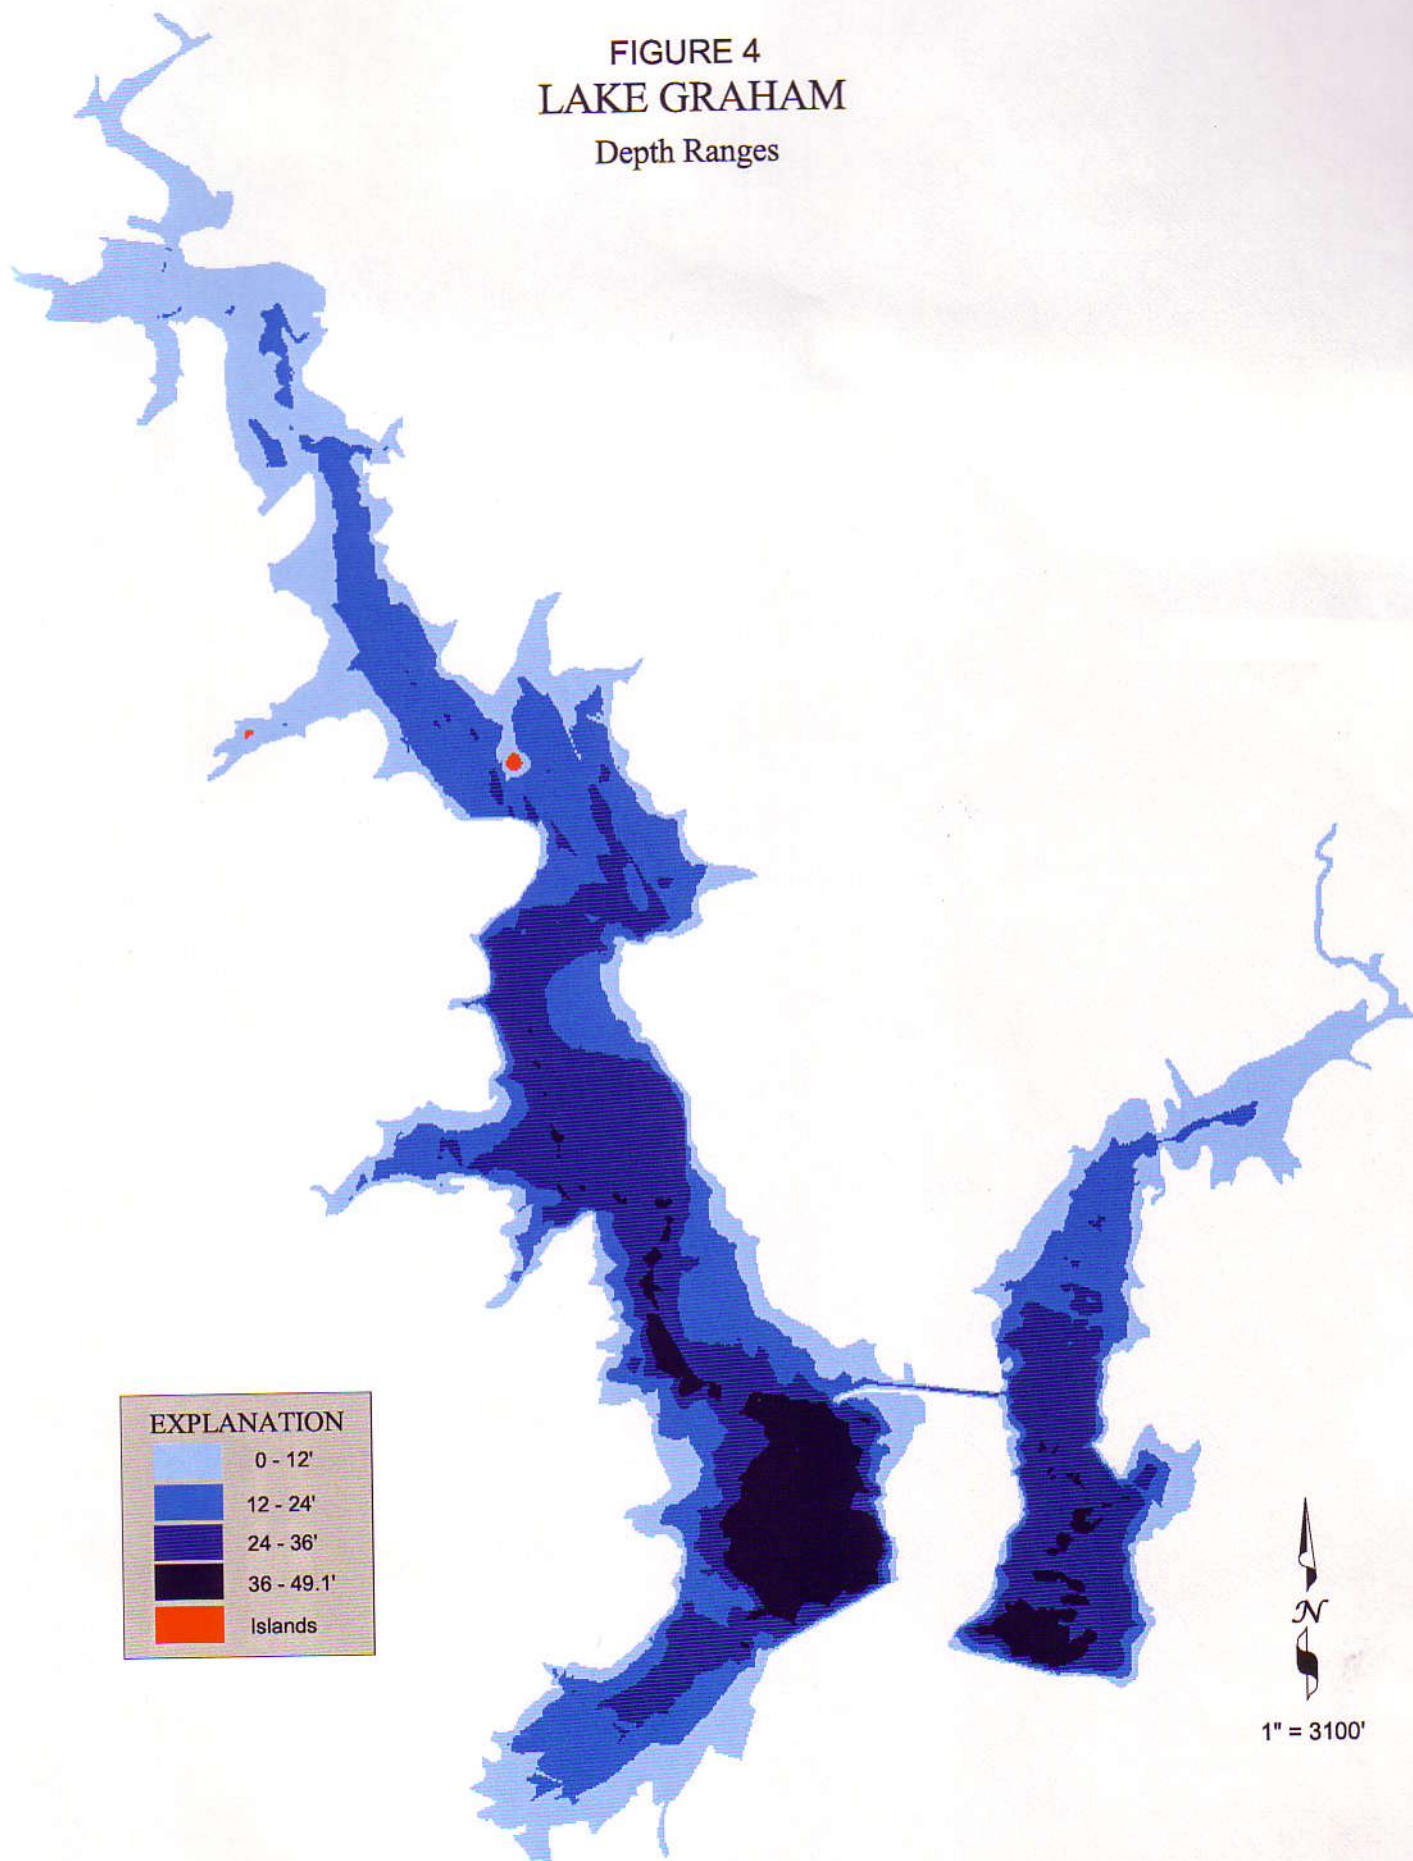 FIGURE 4
LAKE GRAHAM
Depth Ranges
EXPLANATION
0 - 12'
12 - 24'
24 - 36'
36 - 49.1'
Islands
N
1" = 3100'